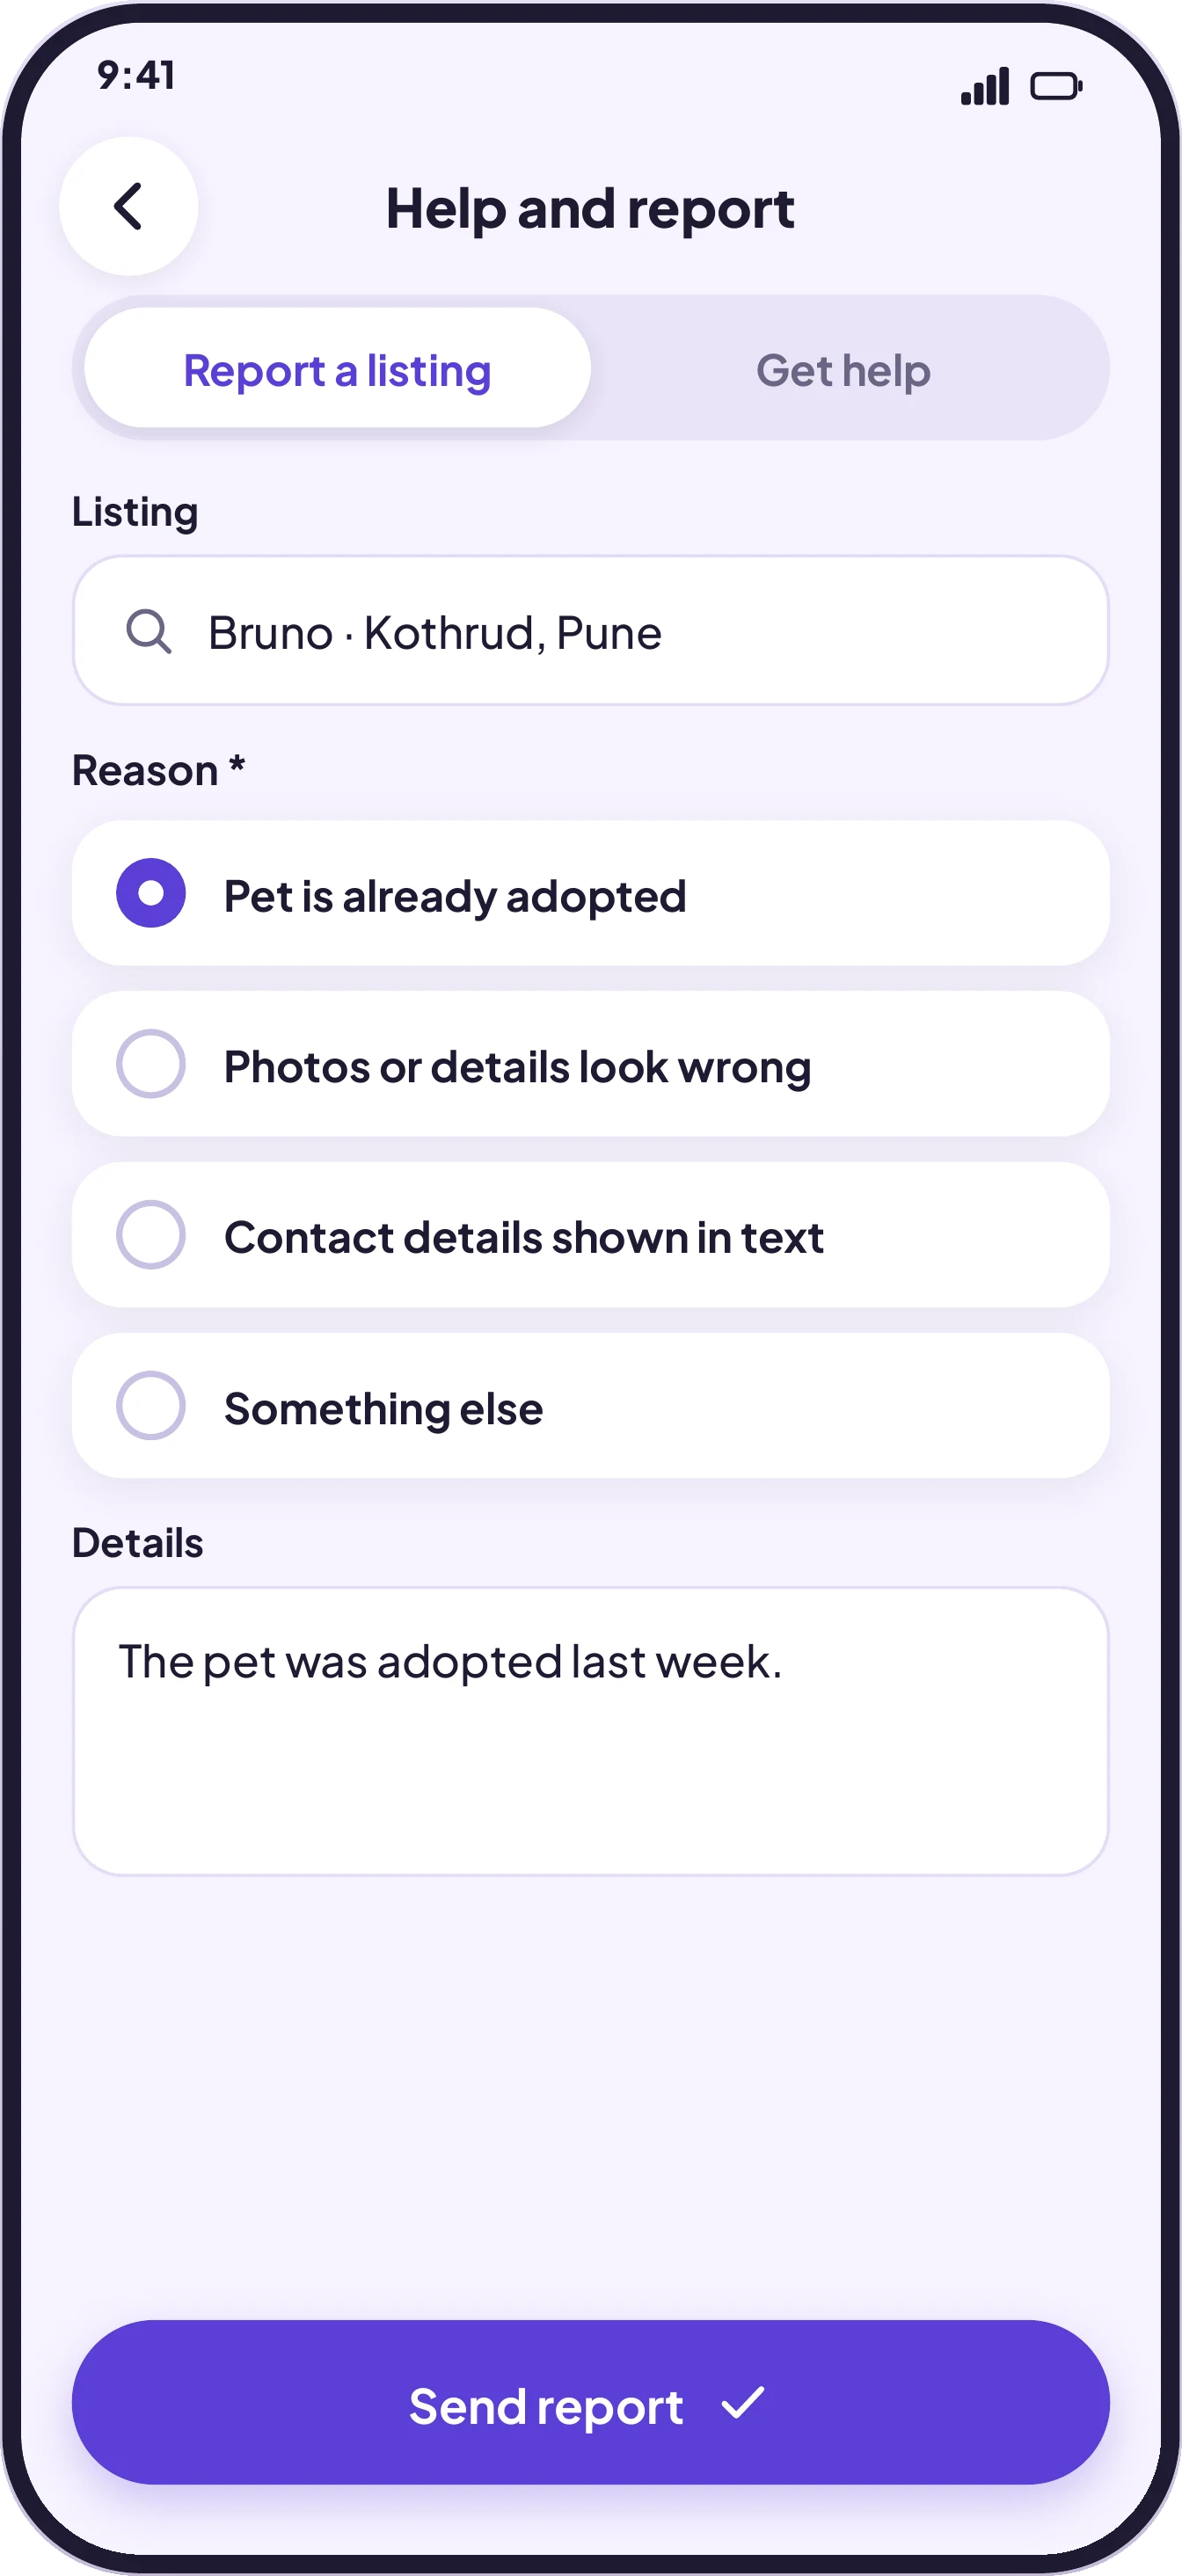 9:41
Help and report
Report a listing
Get help
Listing
Bruno · Kothrud, Pune
Reason *
Pet is already adopted
Photos or details look wrong
Contact details shown in text
Something else
Details
The pet was adopted last week.
Send report